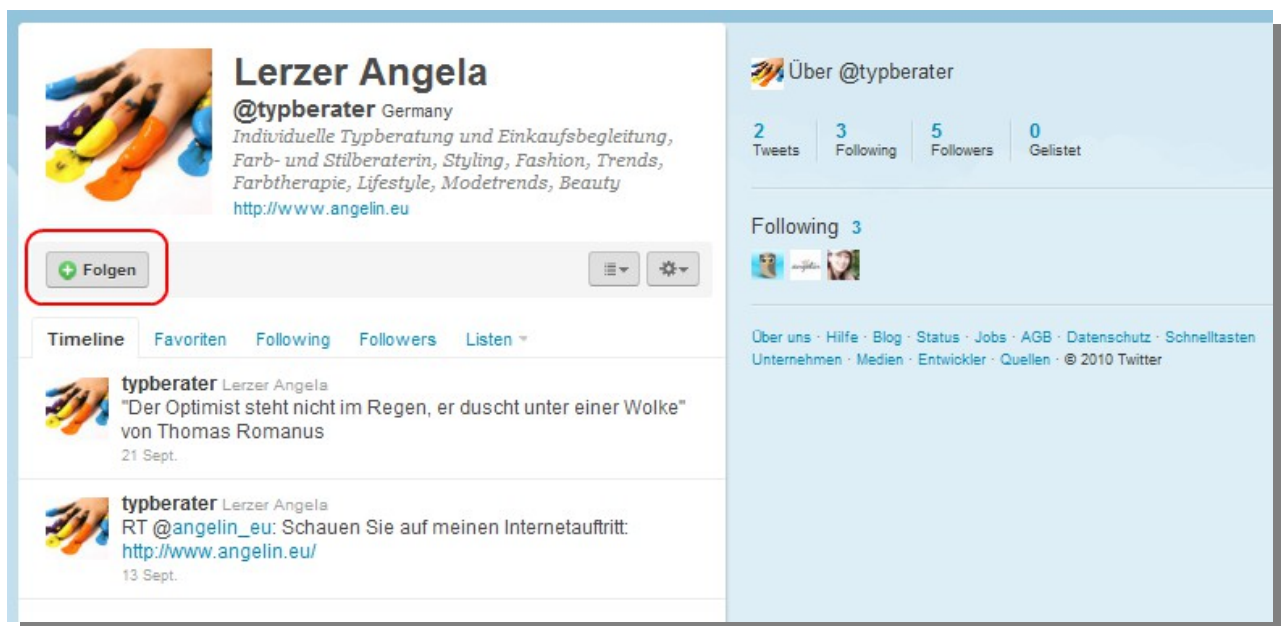 Lerzer Angela
@typberater Germany
Individuelle Typberatung und Einkaufsbegleitung,
Farb- und Stilberaterin, Styling, Fashion, Trends,
Farbtherapie, Lifestyle, Modetrends, Beauty
http://www.angelin.eu
Folgen
Timeline Favoriten Following Followers Listen
typberater Lerzer Angela
"Der Optimist steht nicht im Regen, er duscht unter einer Wolke"
von Thomas Romanus
21 Sept.
typberater Lerzer Angela
RT @angelin_eu: Schauen Sie auf meinen Internetauftritt:
http://www.angelin.eu/
13 Sept.
Über @typberater
2 3 5 0
Tweets Following Followers Gelistet
Following 3
angelin
Über uns · Hilfe · Blog · Status · Jobs · AGB · Datenschutz · Schnelltasten
Unternehmen · Medien · Entwickler · Quellen · © 2010 Twitter